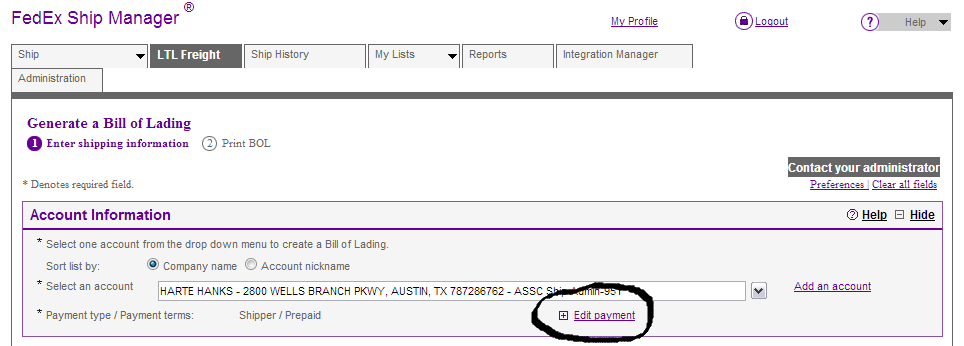 FedEx Ship Manager ®
My Profile
Logout
? Help
Ship
LTL Freight
Ship History
My Lists
Reports
Integration Manager
Administration
Generate a Bill of Lading
1 Enter shipping information 2 Print BOL
Contact your administrator
* Denotes required field.
Preferences | Clear all fields
Account Information
? Help Hide
* Select one account from the drop down menu to create a Bill of Lading.
Sort list by: Company name Account nickname
* Select an account HARTE HANKS - 2800 WELLS BRANCH PKWY, AUSTIN, TX 787286762 - ASSC Add an account
* Payment type / Payment terms: Shipper / Prepaid Edit payment